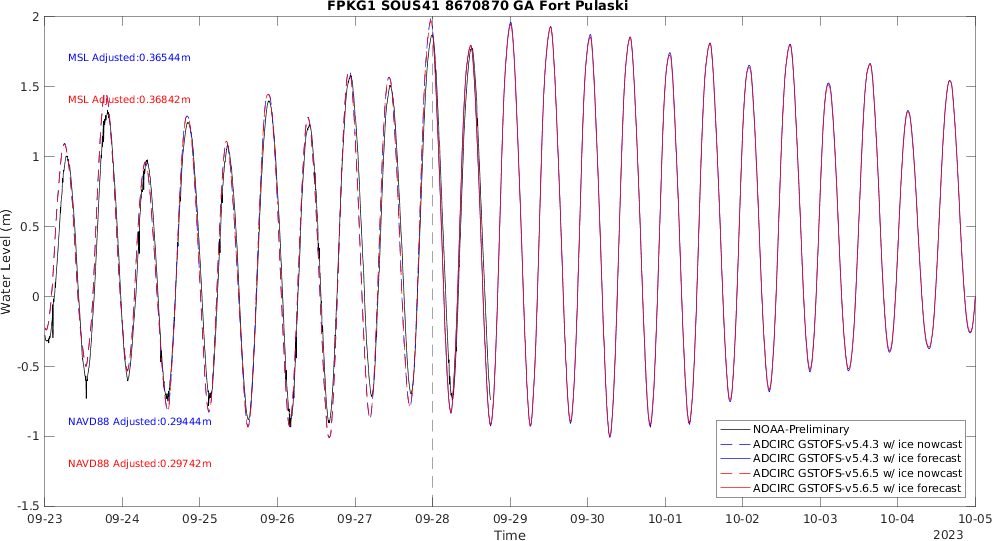 FPKG1 SOUS41 8670870 GA Fort Pulaski
2
1.5
1
0.5
0
-0.5
-1
-1.5
Water Level (m)
MSL Adjusted:0.36544m
MSL Adjusted:0.36842m
NAVD88 Adjusted:0.29444m
NAVD88 Adjusted:0.29742m
NOAA-Preliminary
ADCIRC GSTOFS-v5.4.3 w/ ice nowcast
ADCIRC GSTOFS-v5.4.3 w/ ice forecast
ADCIRC GSTOFS-v5.6.5 w/ ice nowcast
ADCIRC GSTOFS-v5.6.5 w/ ice forecast
09-23 09-24 09-25 09-26 09-27 09-28 09-29 09-30 10-01 10-02 10-03 10-04 10-05
Time
2023